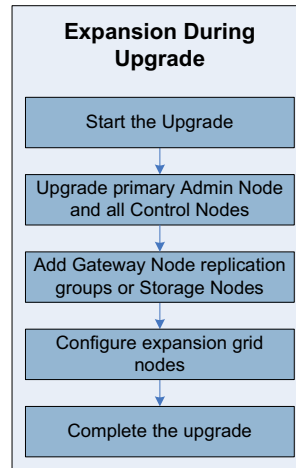 Expansion During
Upgrade
Start the Upgrade
Upgrade primary Admin Node
and all Control Nodes
Add Gateway Node replication
groups or Storage Nodes
Configure expansion grid
nodes
Complete the upgrade